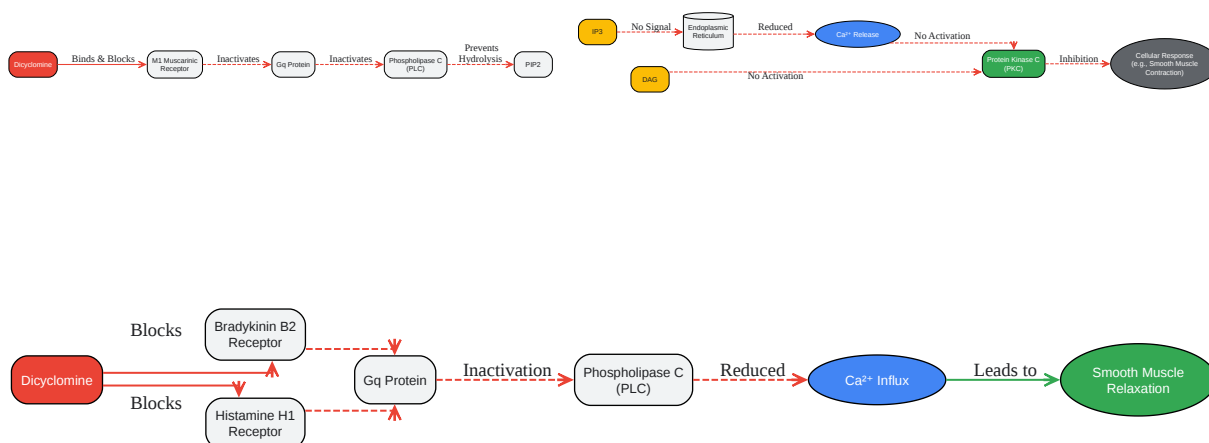 Dicyclomine
Binds & Blocks
M1 Muscarinic
Receptor
Inactivates
Gq Protein
Inactivates
Phospholipase C
(PLC)
Prevents
Hydrolysis
PIP2
IP3
No Signal
Endoplasmic
Reticulum
Reduced
Ca²⁺ Release
No Activation
DAG
No Activation
Protein Kinase C
(PKC)
Inhibition
Cellular Response
(e.g., Smooth Muscle
Contraction)
Dicyclomine
Blocks
Blocks
Bradykinin B2
Receptor
Histamine H1
Receptor
Gq Protein
Inactivation
Phospholipase C
(PLC)
Reduced
Ca²⁺ Influx
Leads to
Smooth Muscle
Relaxation